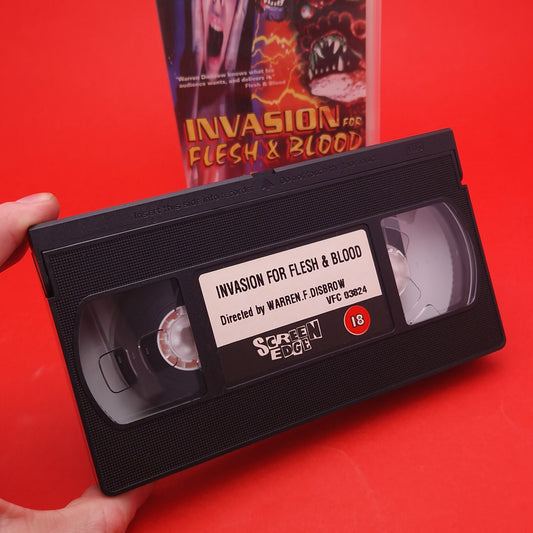 "Warren Disbrow knows what his
audience wants, and delivers it"
Flesh & Blood
INVASION FOR
FLESH & BLOOD
INVASION FOR FLESH & BLOOD
Directed by WARREN.F.DISBROW
VFC 03824
SCREEN
EDGE
18